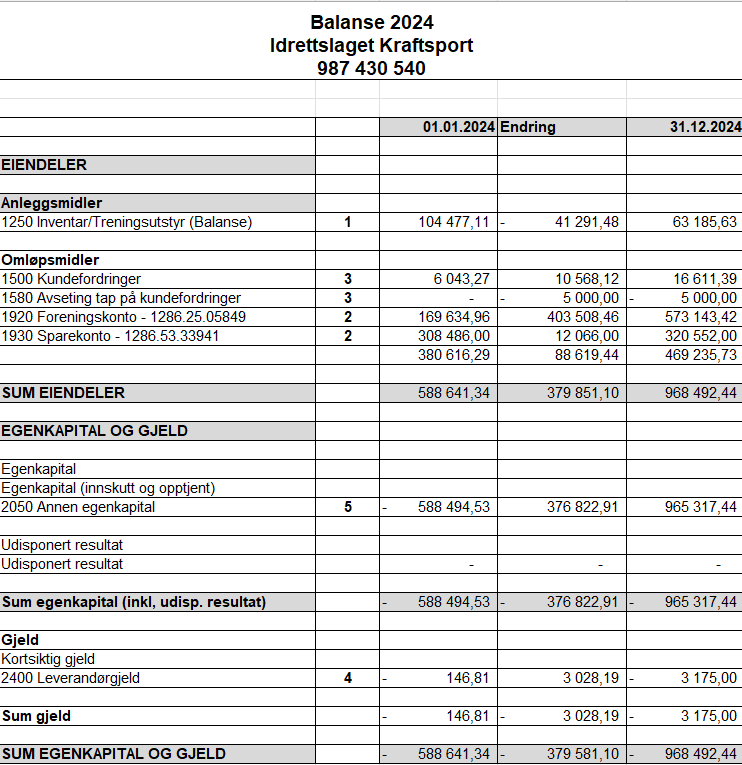 Balanse 2024
Idrettslaget Kraftsport
987 430 540
01.01.2024 Endring 31.12.2024
EIENDELER
Anleggsmidler
1250 Inventar/Treningsutstyr (Balanse) 1 104 477,11 - 41 291,48 63 185,63
Omløpsmidler
1500 Kundefordringer 3 6 043,27 10 568,12 16 611,39
1580 Avseting tap på kundefordringer 3 - - 5 000,00 - 5 000,00
1920 Foreningskonto - 1286.25.05849 2 169 634,96 403 508,46 573 143,42
1930 Sparekonto - 1286.53.33941 2 308 486,00 12 066,00 320 552,00
380 616,29 88 619,44 469 235,73
SUM EIENDELER 588 641,34 379 851,10 968 492,44
EGENKAPITAL OG GJELD
Egenkapital
Egenkapital (innskutt og opptjent)
2050 Annen egenkapital 5 - 588 494,53 376 822,91 965 317,44
Udisponert resultat
Udisponert resultat - - -
Sum egenkapital (inkl, udisp. resultat) - 588 494,53 - 376 822,91 - 965 317,44
Gjeld
Kortsiktig gjeld
2400 Leverandørgjeld 4 - 146,81 - 3 028,19 - 3 175,00
Sum gjeld - 146,81 - 3 028,19 - 3 175,00
SUM EGENKAPITAL OG GJELD - 588 641,34 - 379 581,10 - 968 492,44